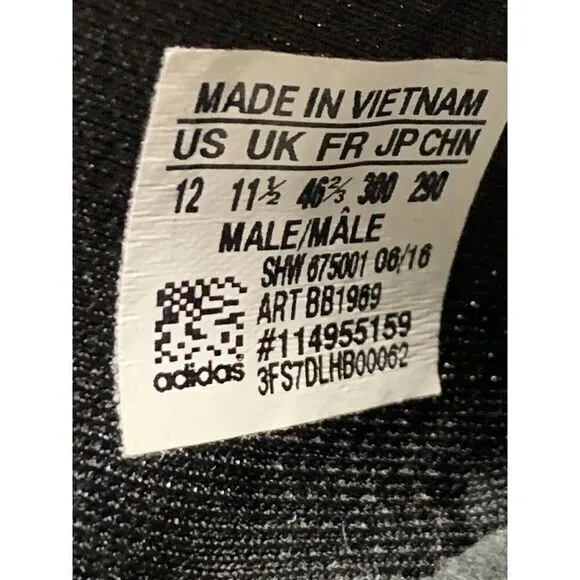 MADE IN VIETNAM
US UK FR JP CHN
12 11½ 46⅔ 300 290
MALE/MÂLE
SHW 675001 06/16
ART BB1969
#114955159
3FS7DLHB00062
adidas